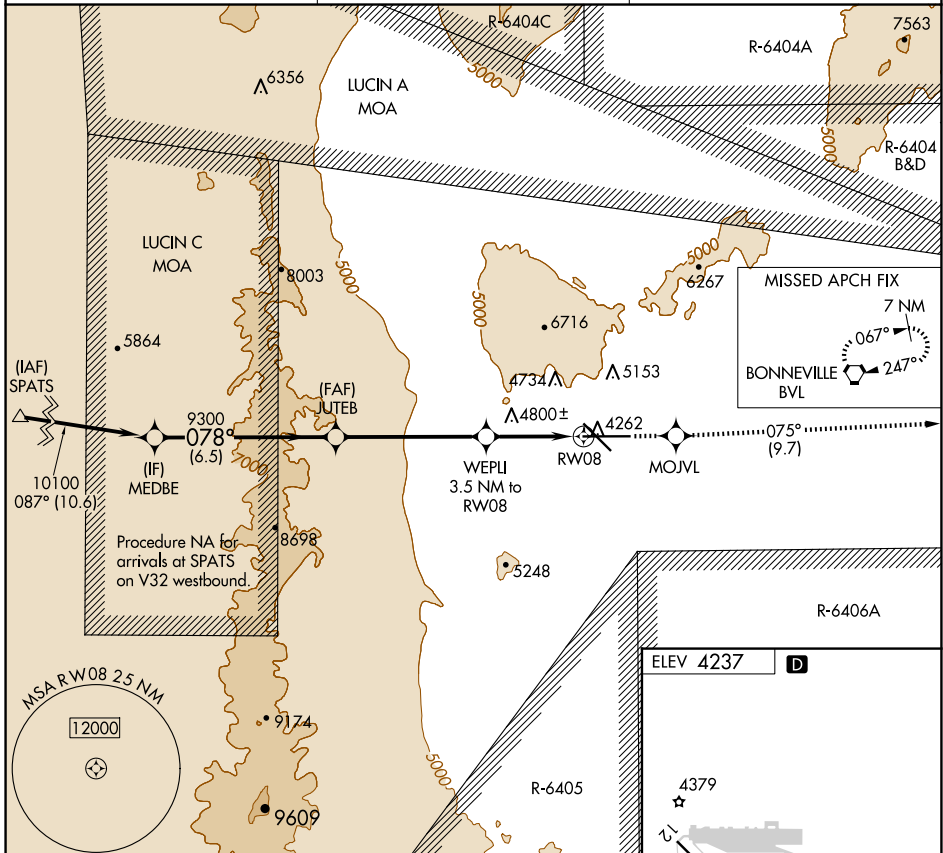 R-6404C
7563
R-6404A
5000
6356
LUCIN A
MOA
5000
R-6404
B&D
LUCIN C
MOA
8003
5000
5000
5000
6267
MISSED APCH FIX
7 NM
067°
247°
BONNEVILLE
BVL
6716
5864
(IAF)
SPATS
(FAF)
JUTEB
4734
5153
4800±
4262
9300
078°
(6.5)
7000
075°
(9.7)
10100
087° (10.6)
(IF)
MEDBE
WEPLI
3.5 NM to
RW08
RW08
MOJVL
Procedure NA for
arrivals at SPATS
on V32 westbound.
8698
5248
R-6406A
ELEV 4237
D
MSA RW08 25 NM
12000
9174
5000
R-6405
4379
9609
12